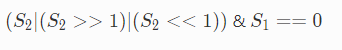 (S₂|(S₂ >> 1)|(S₂ << 1)) & S₁ == 0